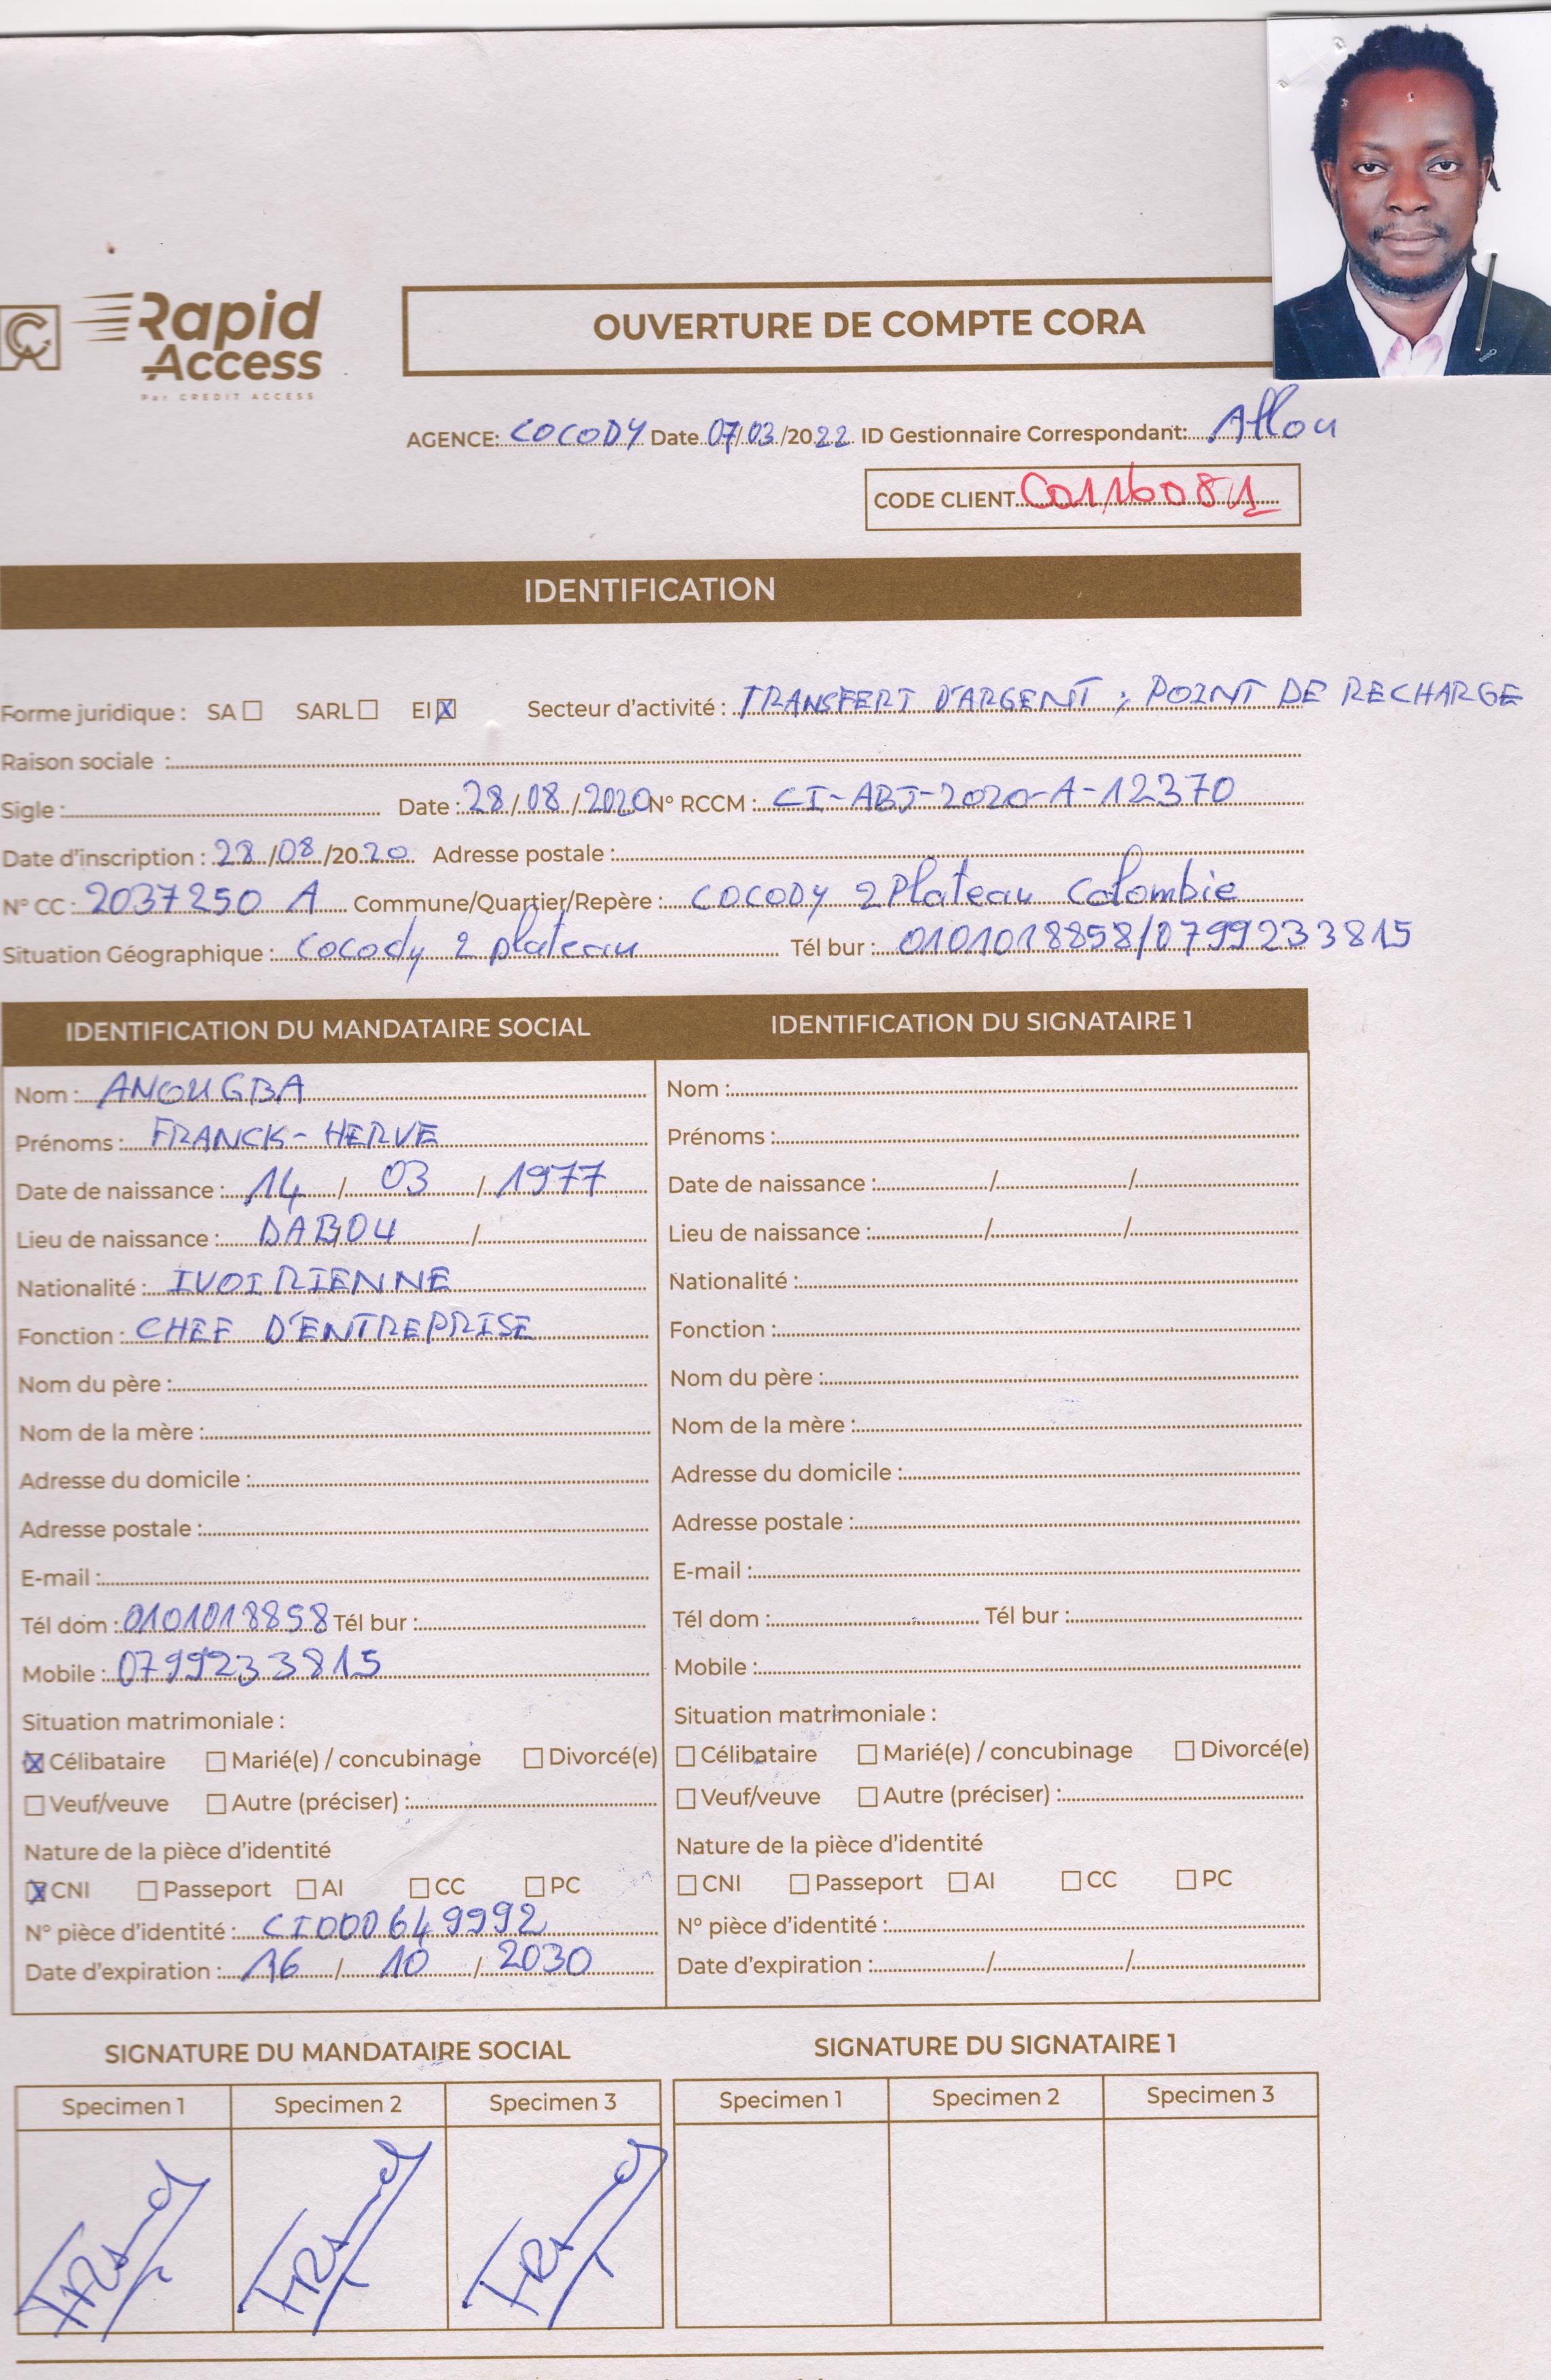 Rapid
Access
Par CREDIT ACCESS
OUVERTURE DE COMPTE CORA
AGENCE: COCODY Date 07/03/2022 ID Gestionnaire Correspondant: Aflou
CODE CLIENT C0116081
IDENTIFICATION
Forme juridique : SA ☐ SARL ☐ EI ☒ Secteur d'activité : TRANSFERT D'ARGENT ; POINT DE RECHARGE
Raison sociale :
Sigle : Date : 28/08/2020 N° RCCM : CI-ABJ-2020-A-12370
Date d'inscription : 28/08/2020 Adresse postale :
N° CC : 2037250 A Commune/Quartier/Repère : COCODY 2 Plateau Colombie
Situation Géographique : Cocody 2 plateau Tél bur : 0101018858/0799233815
IDENTIFICATION DU MANDATAIRE SOCIAL
Nom : ANOUGBA
Prénoms : FRANCK-HERVE
Date de naissance : 14 / 03 / 1977
Lieu de naissance : DABOU /
Nationalité : IVOIRIENNE
Fonction : CHEF D'ENTREPRISE
Nom du père :
Nom de la mère :
Adresse du domicile :
Adresse postale :
E-mail :
Tél dom : 0101018858 Tél bur :
Mobile : 0799233815
Situation matrimoniale :
☒ Célibataire ☐ Marié(e) / concubinage ☐ Divorcé(e)
☐ Veuf/veuve ☐ Autre (préciser) :
Nature de la pièce d'identité
☒ CNI ☐ Passeport ☐ AI ☐ CC ☐ PC
N° pièce d'identité : CI000649992
Date d'expiration : 16 / 10 / 2030
IDENTIFICATION DU SIGNATAIRE 1
Nom :
Prénoms :
Date de naissance : / /
Lieu de naissance : / /
Nationalité :
Fonction :
Nom du père :
Nom de la mère :
Adresse du domicile :
Adresse postale :
E-mail :
Tél dom : Tél bur :
Mobile :
Situation matrimoniale :
☐ Célibataire ☐ Marié(e) / concubinage ☐ Divorcé(e)
☐ Veuf/veuve ☐ Autre (préciser) :
Nature de la pièce d'identité
☐ CNI ☐ Passeport ☐ AI ☐ CC ☐ PC
N° pièce d'identité :
Date d'expiration : / /
SIGNATURE DU MANDATAIRE SOCIAL
Specimen 1 Specimen 2 Specimen 3
SIGNATURE DU SIGNATAIRE 1
Specimen 1 Specimen 2 Specimen 3